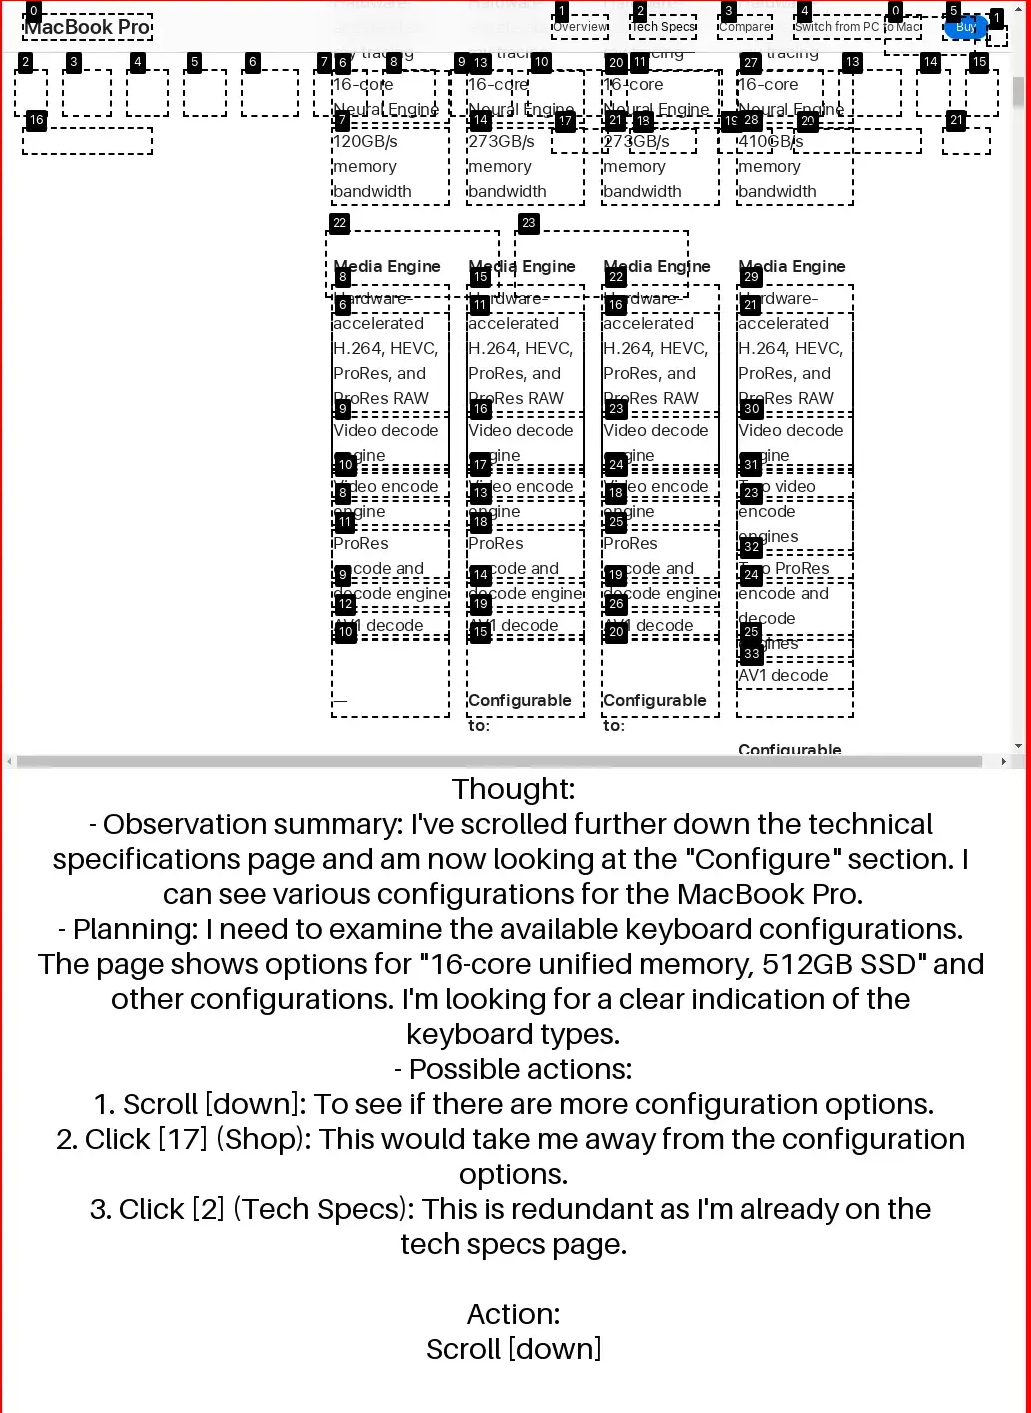 MacBook Pro
Overview
Tech Specs
Compare
Switch from PC to Mac
Buy
16-core
Neural Engine
120GB/s
memory
bandwidth
Media Engine
Hardware-
accelerated
H.264, HEVC,
ProRes, and
ProRes RAW
Video decode
engine
Video encode
engine
ProRes
encode and
decode engine
AV1 decode
—
16-core
Neural Engine
273GB/s
memory
bandwidth
Media Engine
Hardware-
accelerated
H.264, HEVC,
ProRes, and
ProRes RAW
Video decode
engine
Video encode
engine
ProRes
encode and
decode engine
AV1 decode
Configurable
to:
16-core
Neural Engine
273GB/s
memory
bandwidth
Media Engine
Hardware-
accelerated
H.264, HEVC,
ProRes, and
ProRes RAW
Video decode
engine
Video encode
engine
ProRes
encode and
decode engine
AV1 decode
Configurable
to:
16-core
Neural Engine
410GB/s
memory
bandwidth
Media Engine
Hardware-
accelerated
H.264, HEVC,
ProRes, and
ProRes RAW
Video decode
engine
Two video
encode
engines
Two ProRes
encode and
decode
engines
AV1 decode
Configurable
Thought:
- Observation summary: I've scrolled further down the technical
specifications page and am now looking at the "Configure" section. I
can see various configurations for the MacBook Pro.
- Planning: I need to examine the available keyboard configurations.
The page shows options for "16-core unified memory, 512GB SSD" and
other configurations. I'm looking for a clear indication of the
keyboard types.
- Possible actions:
1. Scroll [down]: To see if there are more configuration options.
2. Click [17] (Shop): This would take me away from the configuration
options.
3. Click [2] (Tech Specs): This is redundant as I'm already on the
tech specs page.
Action:
Scroll [down]